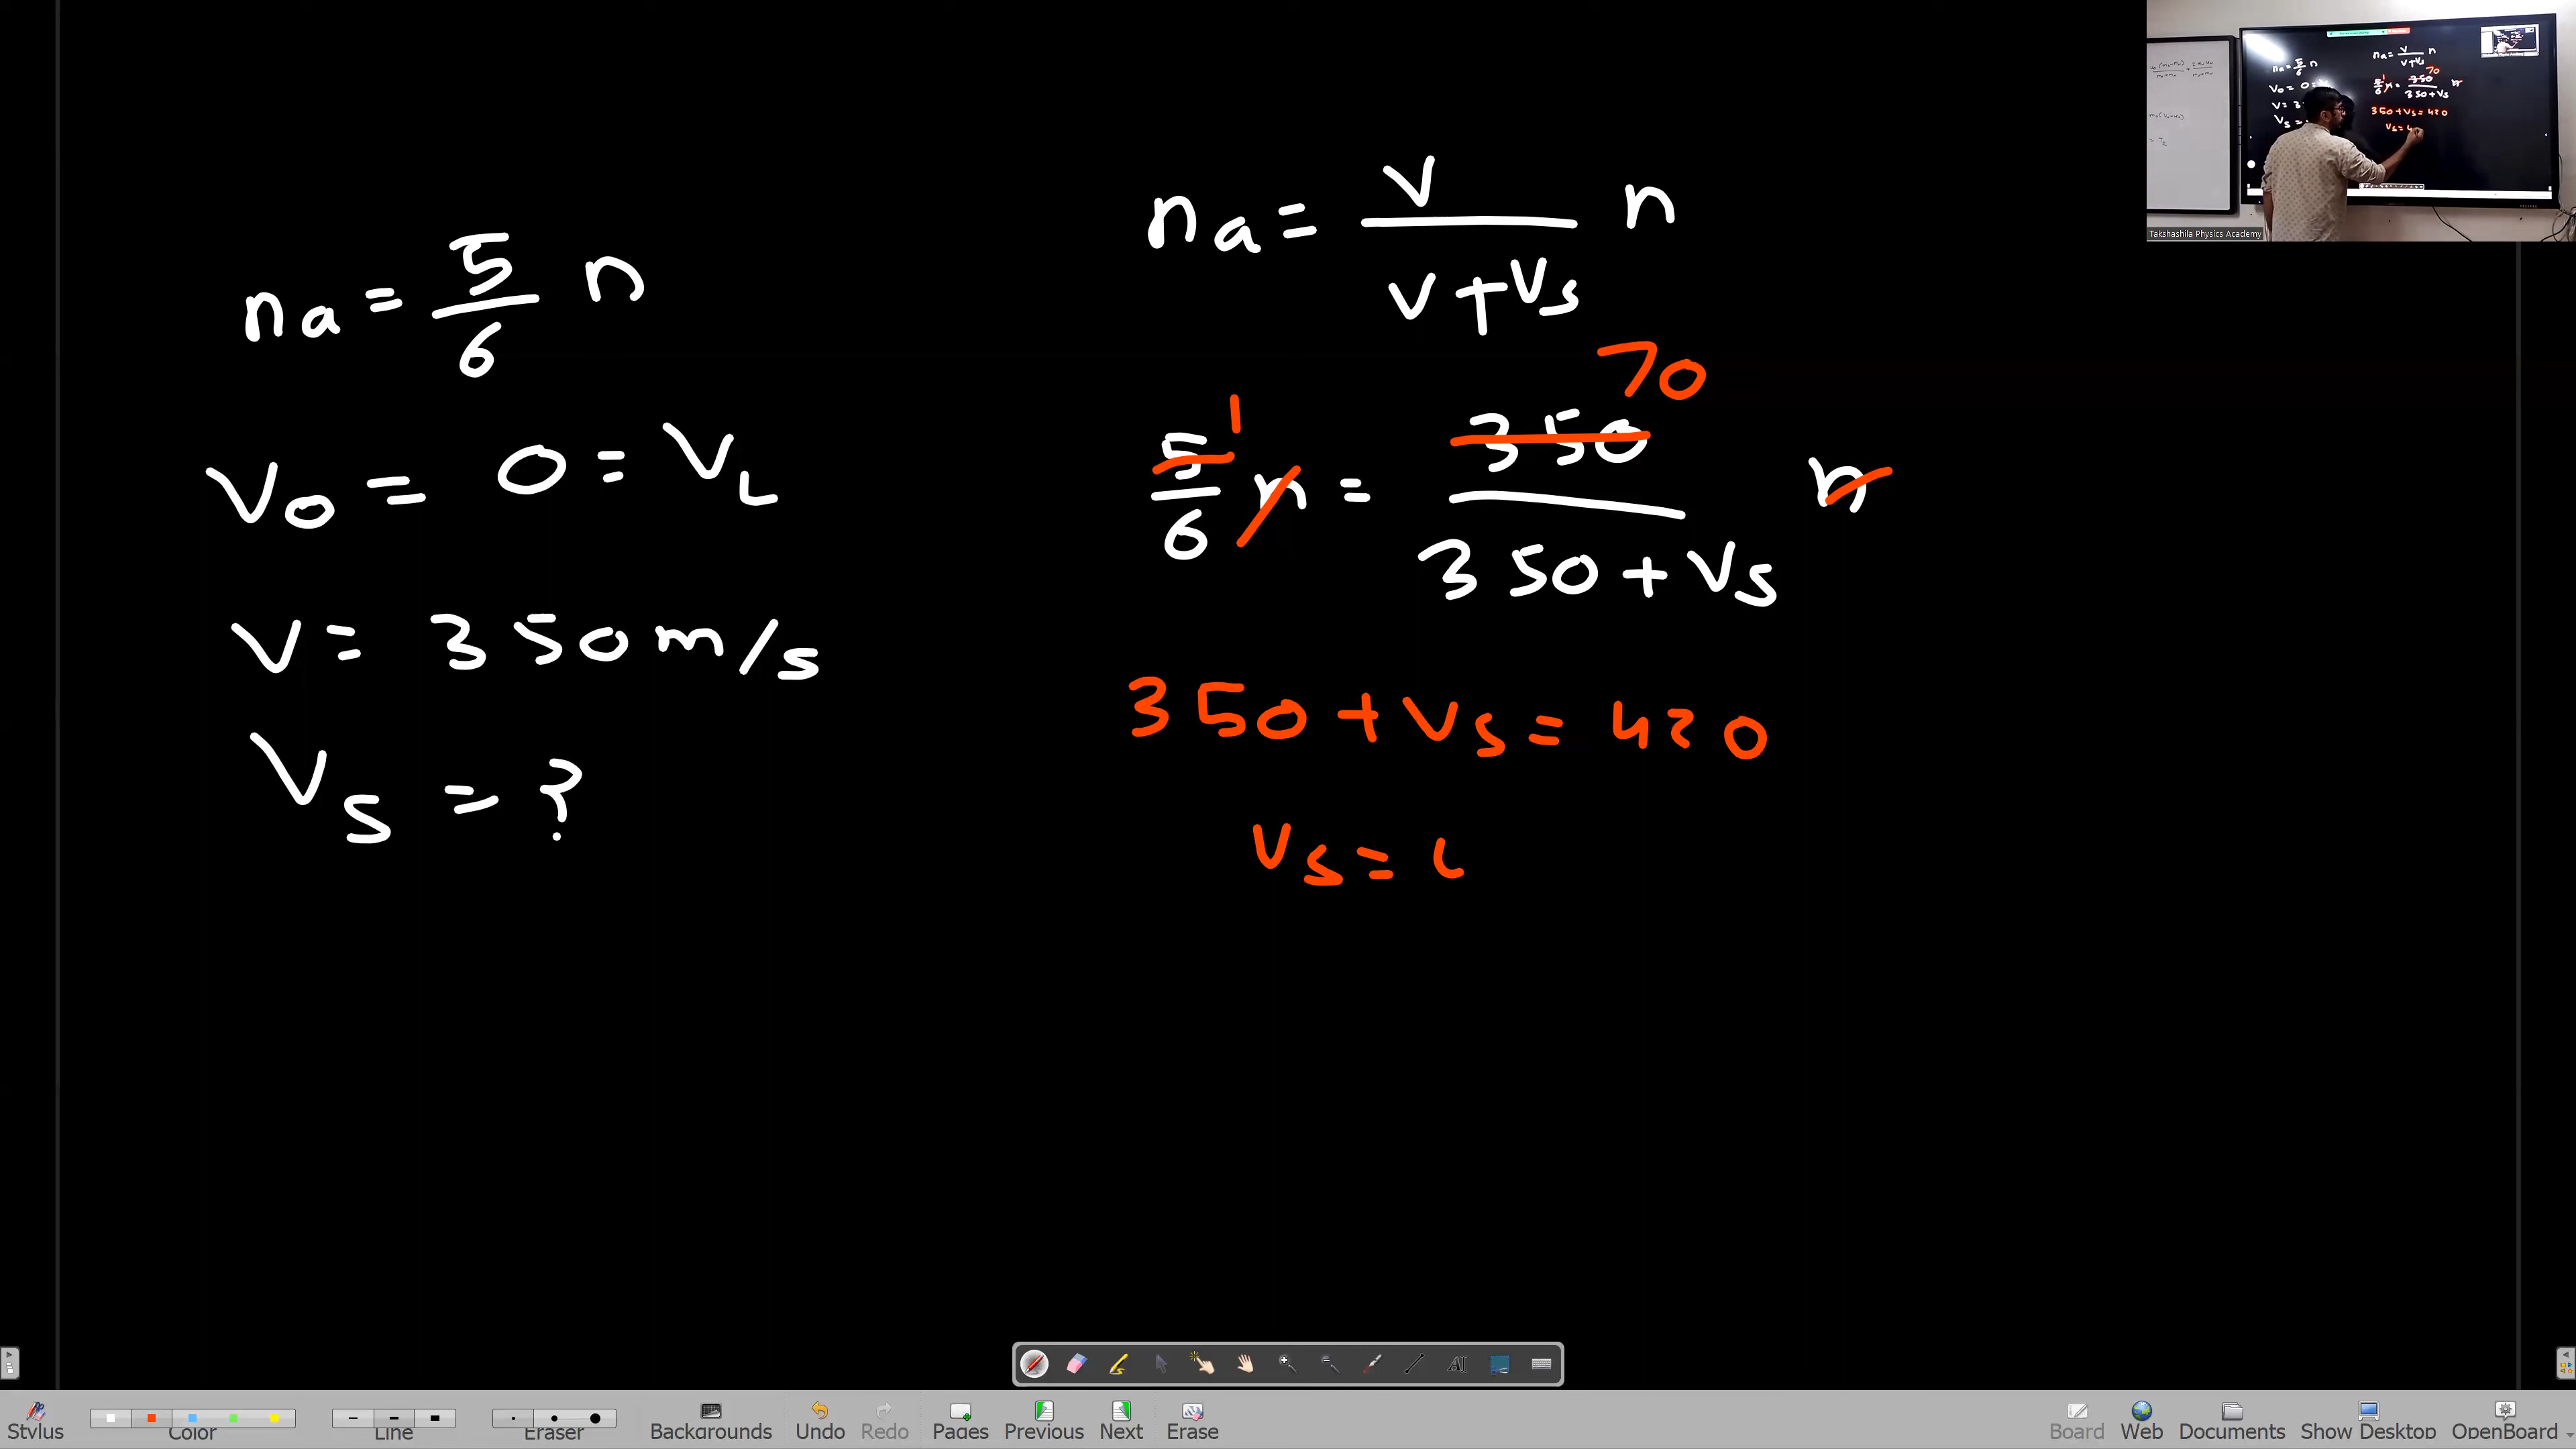 nₐ = 5/6 n
V₀ = 0 = V_L
V = 350 m/s
Vₛ = ?
nₐ = V/(V+Vₛ) n
5/6 n = 350/(350+Vₛ) n
1
70
350 + Vₛ = 420
Vₛ =
Takshashila Physics Academy
Stylus
Color
Line
Eraser
Backgrounds
Undo
Redo
Pages
Previous
Next
Erase
Board
Web
Documents
Show Desktop
OpenBoard